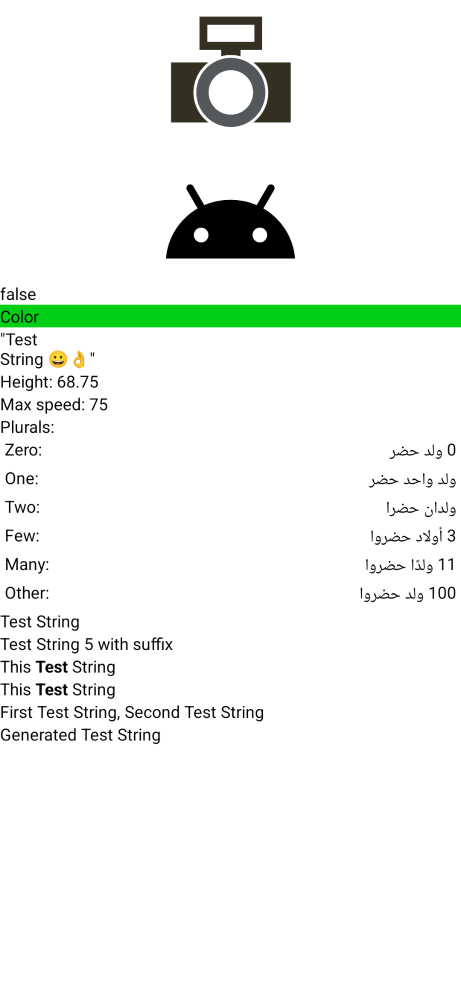 false
Color
"Test
String 😀👌"
Height: 68.75
Max speed: 75
Plurals:
Zero: 0 ولد حضر
One: ولد واحد حضر
Two: ولدان حضرا
Few: 3 أولاد حضروا
Many: 11 ولدًا حضروا
Other: 100 ولد حضروا
Test String
Test String 5 with suffix
This Test String
This Test String
First Test String, Second Test String
Generated Test String